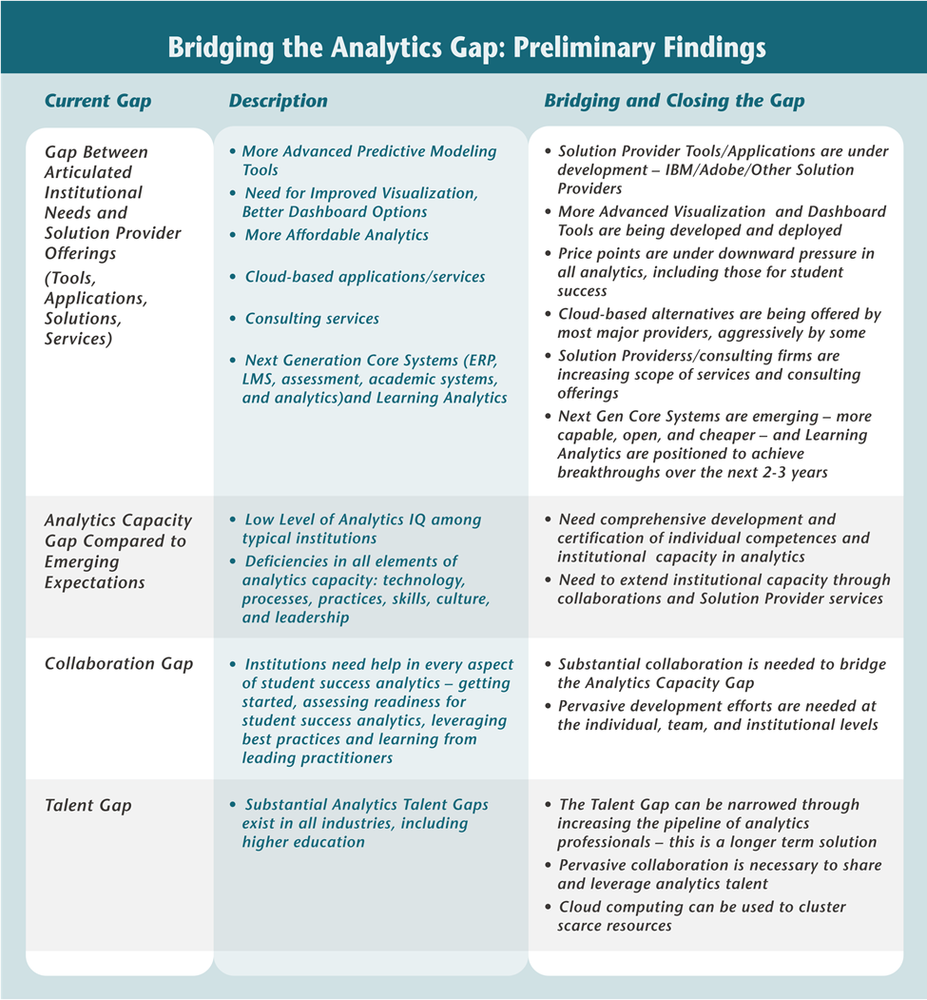 Bridging the Analytics Gap: Preliminary Findings
Current Gap
Description
Bridging and Closing the Gap
Gap Between
Articulated
Institutional
Needs and
Solution Provider
Offerings
(Tools,
Applications,
Solutions,
Services)
• More Advanced Predictive Modeling
Tools
• Need for Improved Visualization,
Better Dashboard Options
• More Affordable Analytics
• Cloud-based applications/services
• Consulting services
• Next Generation Core Systems (ERP,
LMS, assessment, academic systems,
and analytics)and Learning Analytics
• Solution Provider Tools/Applications are under
development – IBM/Adobe/Other Solution
Providers
• More Advanced Visualization and Dashboard
Tools are being developed and deployed
• Price points are under downward pressure in
all analytics, including those for student
success
• Cloud-based alternatives are being offered by
most major providers, aggressively by some
• Solution Providerss/consulting firms are
increasing scope of services and consulting
offerings
• Next Gen Core Systems are emerging – more
capable, open, and cheaper – and Learning
Analytics are positioned to achieve
breakthroughs over the next 2-3 years
Analytics Capacity
Gap Compared to
Emerging
Expectations
• Low Level of Analytics IQ among
typical institutions
• Deficiencies in all elements of
analytics capacity: technology,
processes, practices, skills, culture,
and leadership
• Need comprehensive development and
certification of individual competences and
institutional capacity in analytics
• Need to extend institutional capacity through
collaborations and Solution Provider services
Collaboration Gap
• Institutions need help in every aspect
of student success analytics – getting
started, assessing readiness for
student success analytics, leveraging
best practices and learning from
leading practitioners
• Substantial collaboration is needed to bridge
the Analytics Capacity Gap
• Pervasive development efforts are needed at
the individual, team, and institutional levels
Talent Gap
• Substantial Analytics Talent Gaps
exist in all industries, including
higher education
• The Talent Gap can be narrowed through
increasing the pipeline of analytics
professionals – this is a longer term solution
• Pervasive collaboration is necessary to share
and leverage analytics talent
• Cloud computing can be used to cluster
scarce resources